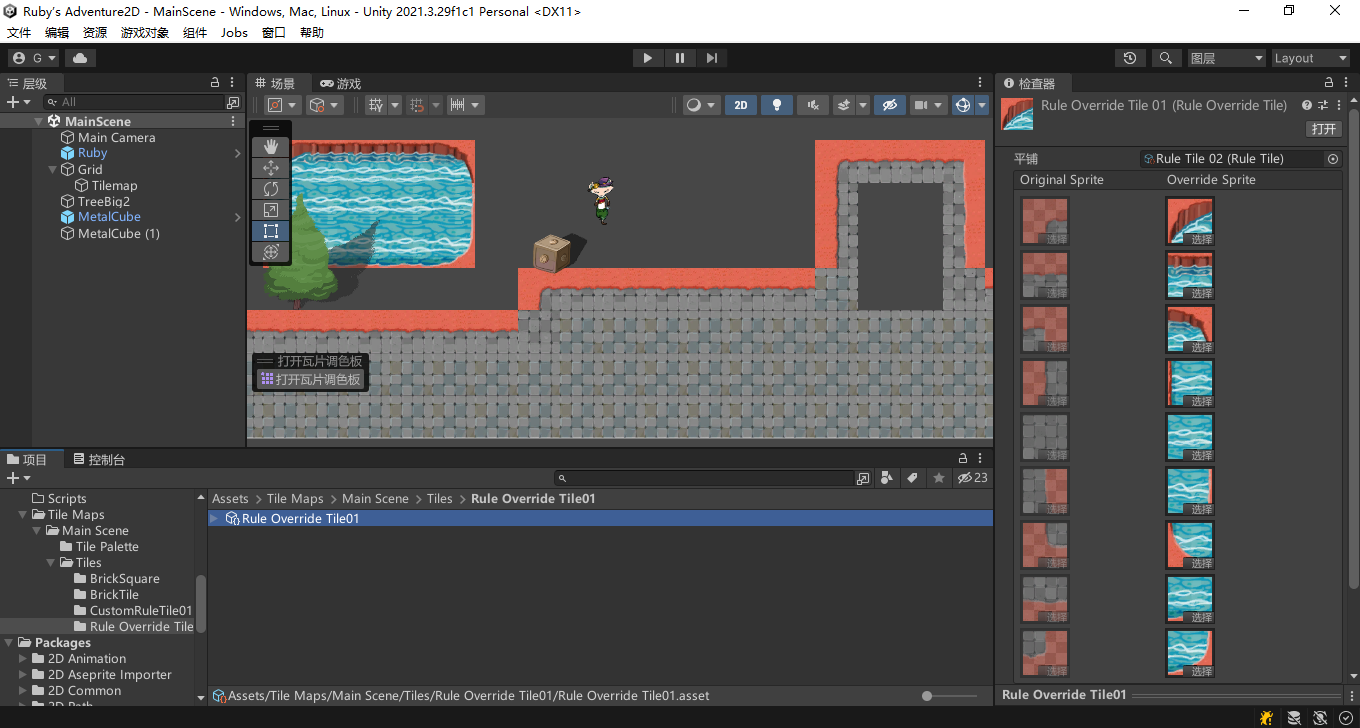 Ruby's Adventure2D - MainScene - Windows, Mac, Linux - Unity 2021.3.29f1c1 Personal <DX11>
文件 编辑 资源 游戏对象 组件 Jobs 窗口 帮助
G 图层 Layout
层级
All
MainScene
Main Camera
Ruby
Grid
Tilemap
TreeBig2
MetalCube
MetalCube (1)
场景 游戏
2D
打开瓦片调色板
打开瓦片调色板
检查器
Rule Override Tile 01 (Rule Override Tile)
打开
平铺 Rule Tile 02 (Rule Tile)
Original Sprite Override Sprite
选择 选择
选择 选择
选择 选择
选择 选择
选择 选择
选择 选择
选择 选择
选择 选择
选择 选择
Rule Override Tile01
项目 控制台
23
Scripts
Tile Maps
Main Scene
Tile Palette
Tiles
BrickSquare
BrickTile
CustomRuleTile01
Rule Override Tile
Packages
2D Animation
2D Aseprite Importer
2D Common
2D Path
Assets > Tile Maps > Main Scene > Tiles > Rule Override Tile01
Rule Override Tile01
Assets/Tile Maps/Main Scene/Tiles/Rule Override Tile01/Rule Override Tile01.asset